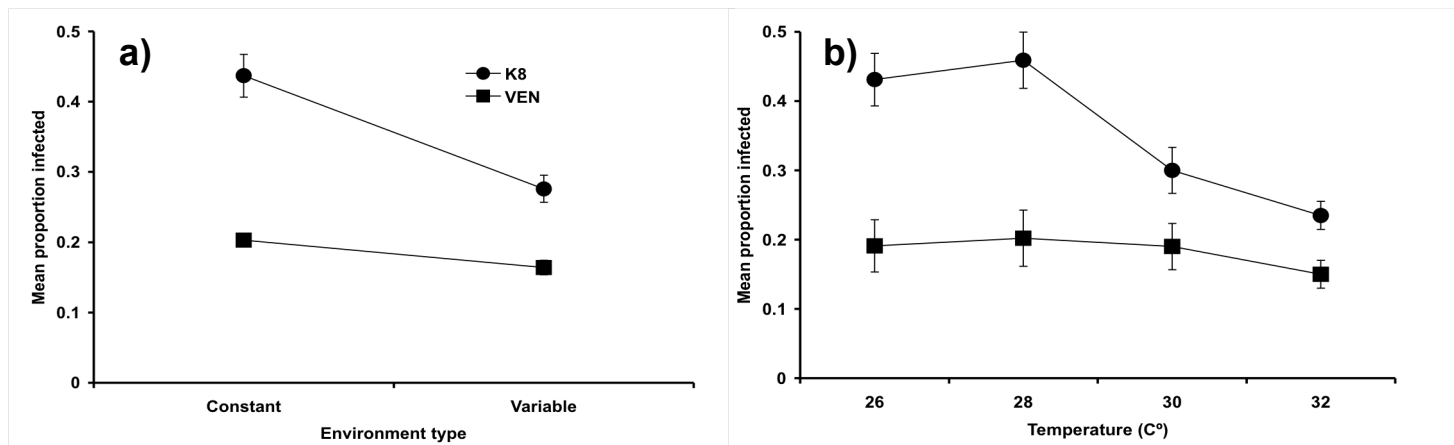 a)
0.5
0.4
0.3
0.2
0.1
0
Mean proportion infected
K8
VEN
Constant
Variable
Environment type
b)
0.5
0.4
0.3
0.2
0.1
0
Mean proportion infected
26
28
30
32
Temperature (Cº)